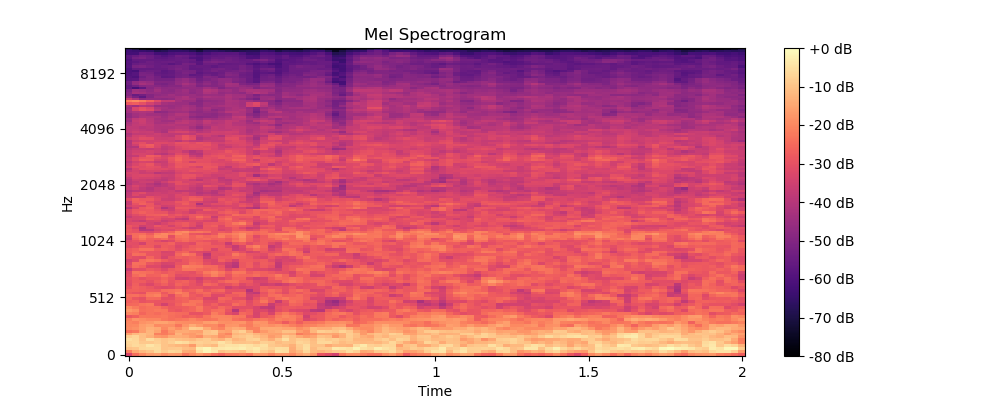 Mel Spectrogram
Hz
8192
4096
2048
1024
512
0
0 0.5 1 1.5 2
Time
+0 dB
-10 dB
-20 dB
-30 dB
-40 dB
-50 dB
-60 dB
-70 dB
-80 dB